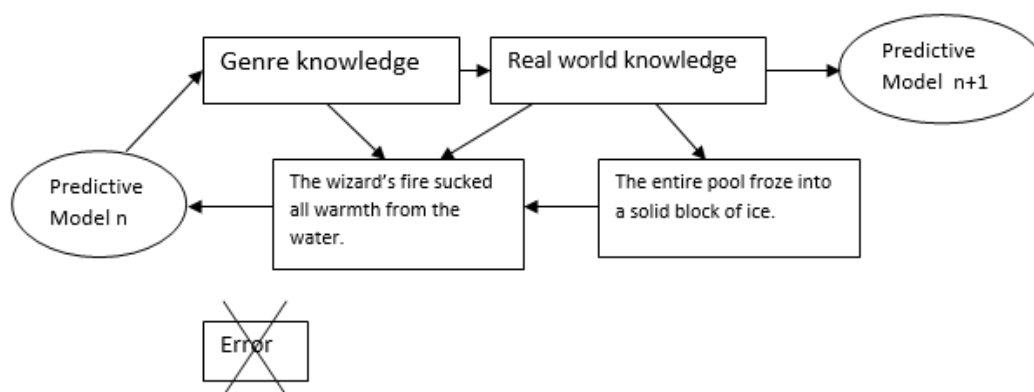 Genre knowledge
Real world knowledge
Predictive
Model n+1
Predictive
Model n
The wizard’s fire sucked
all warmth from the
water.
The entire pool froze into
a solid block of ice.
Error